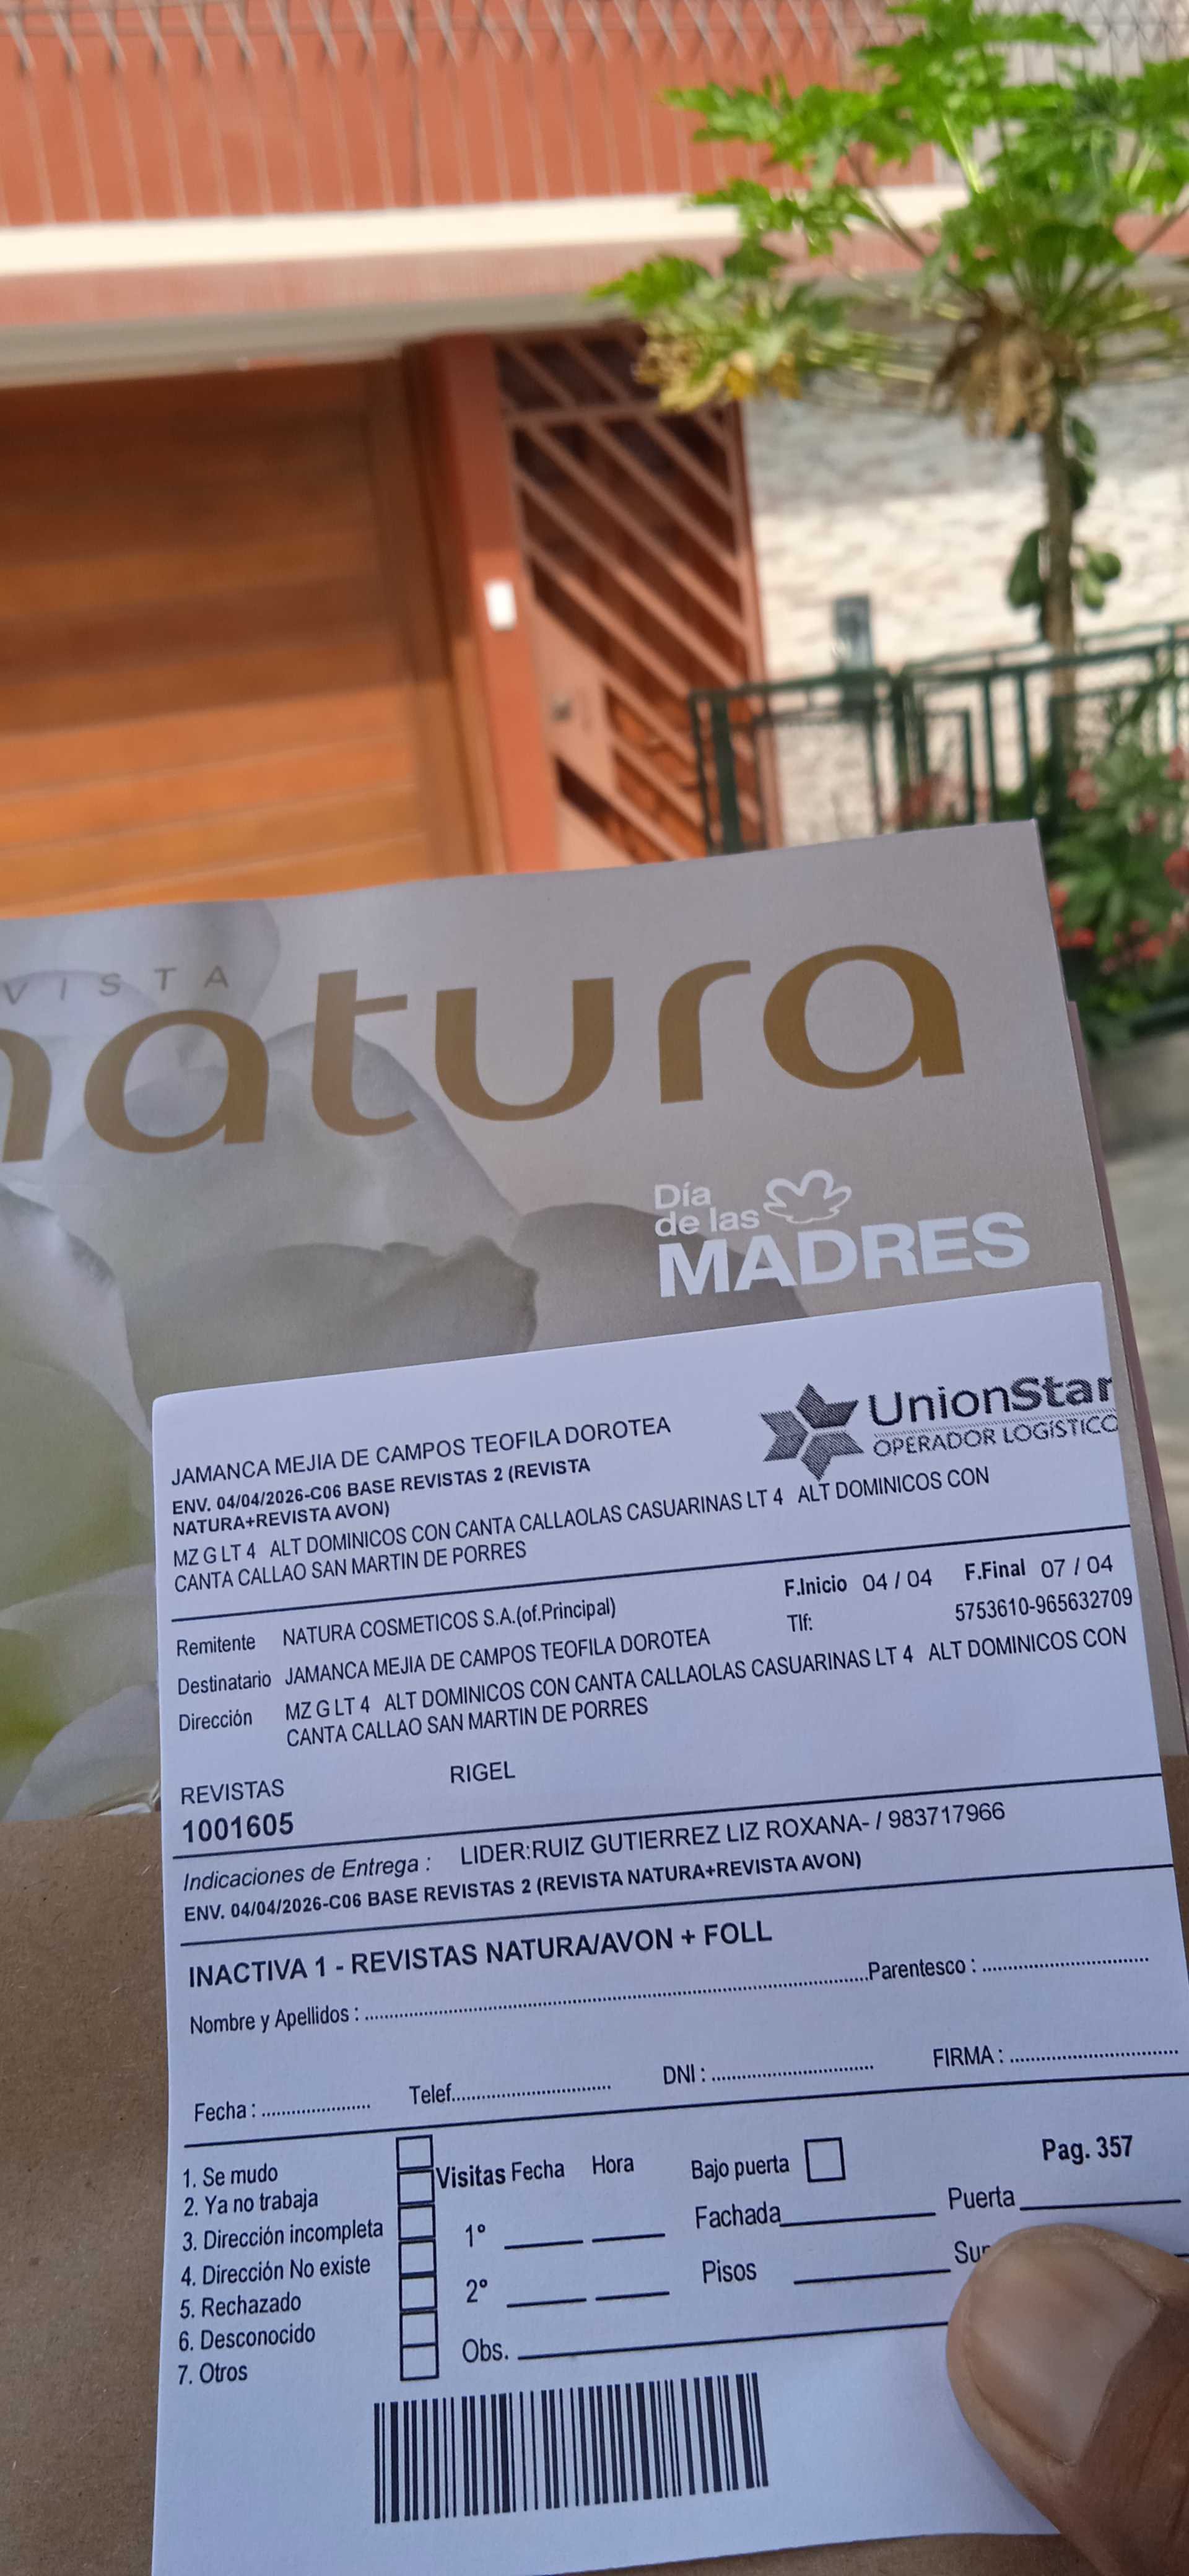 VISTA
natura
Día
de las
MADRES
UnionStar
OPERADOR LOGÍSTICO
JAMANCA MEJIA DE CAMPOS TEOFILA DOROTEA
ENV. 04/04/2026-C06 BASE REVISTAS 2 (REVISTA
NATURA+REVISTA AVON)
MZ G LT 4 ALT DOMINICOS CON CANTA CALLAOLAS CASUARINAS LT 4 ALT DOMINICOS CON
CANTA CALLAO SAN MARTIN DE PORRES
F.Inicio 04 / 04 F.Final 07 / 04
Remitente NATURA COSMETICOS S.A.(of.Principal)
Tlf: 5753610-965632709
Destinatario JAMANCA MEJIA DE CAMPOS TEOFILA DOROTEA
Dirección MZ G LT 4 ALT DOMINICOS CON CANTA CALLAOLAS CASUARINAS LT 4 ALT DOMINICOS CON
CANTA CALLAO SAN MARTIN DE PORRES
REVISTAS RIGEL
1001605
Indicaciones de Entrega : LIDER:RUIZ GUTIERREZ LIZ ROXANA- / 983717966
ENV. 04/04/2026-C06 BASE REVISTAS 2 (REVISTA NATURA+REVISTA AVON)
INACTIVA 1 - REVISTAS NATURA/AVON + FOLL
Nombre y Apellidos : Parentesco :
Fecha : Telef. DNI : FIRMA :
1. Se mudo
2. Ya no trabaja
3. Dirección incompleta
4. Dirección No existe
5. Rechazado
6. Desconocido
7. Otros
Visitas Fecha Hora
1º
2º
Obs.
Bajo puerta
Pag. 357
Fachada Puerta
Pisos